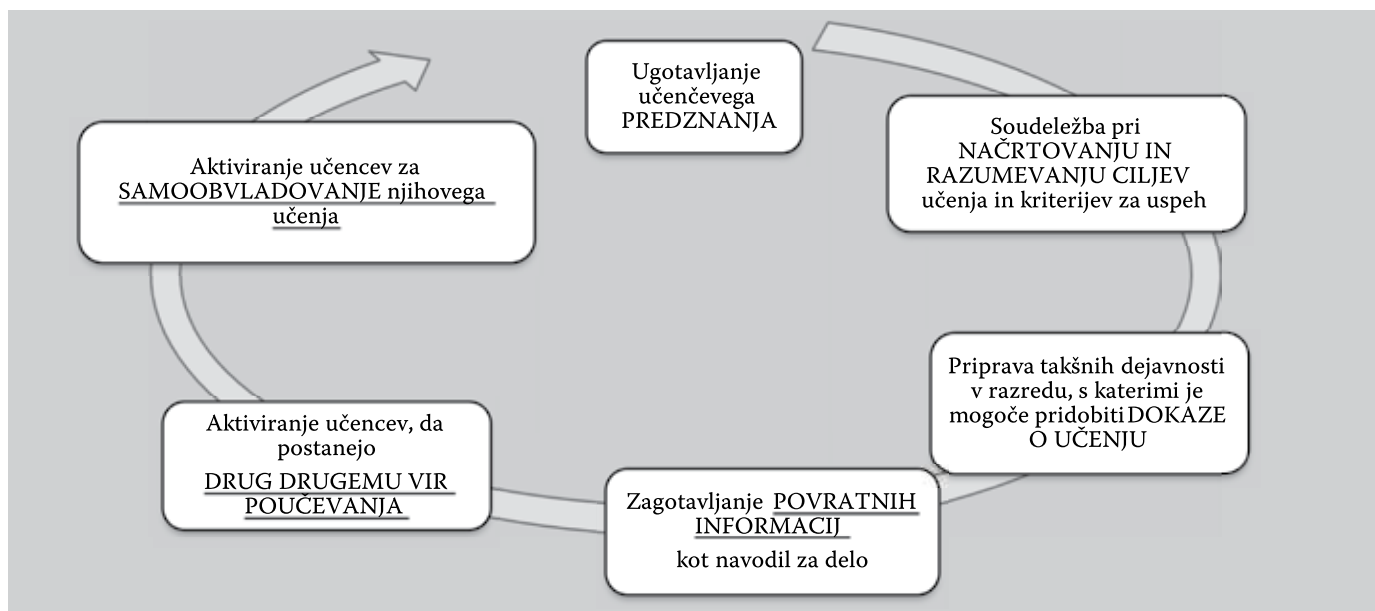 Ugotavljanje
učenčevega
PREDZNANJA
Soudeležba pri
NAČRTOVANJU IN
RAZUMEVANJU CILJEV
učenja in kriterijev za uspeh
Priprava takšnih dejavnosti
v razredu, s katerimi je
mogoče pridobiti DOKAZE
O UČENJU
Zagotavljanje POVRATNIH
INFORMACIJ
kot navodil za delo
Aktiviranje učencev, da
postanejo
DRUG DRUGEMU VIR
POUČEVANJA
Aktiviranje učencev za
SAMOOBVLADOVANJE njihovega
učenja